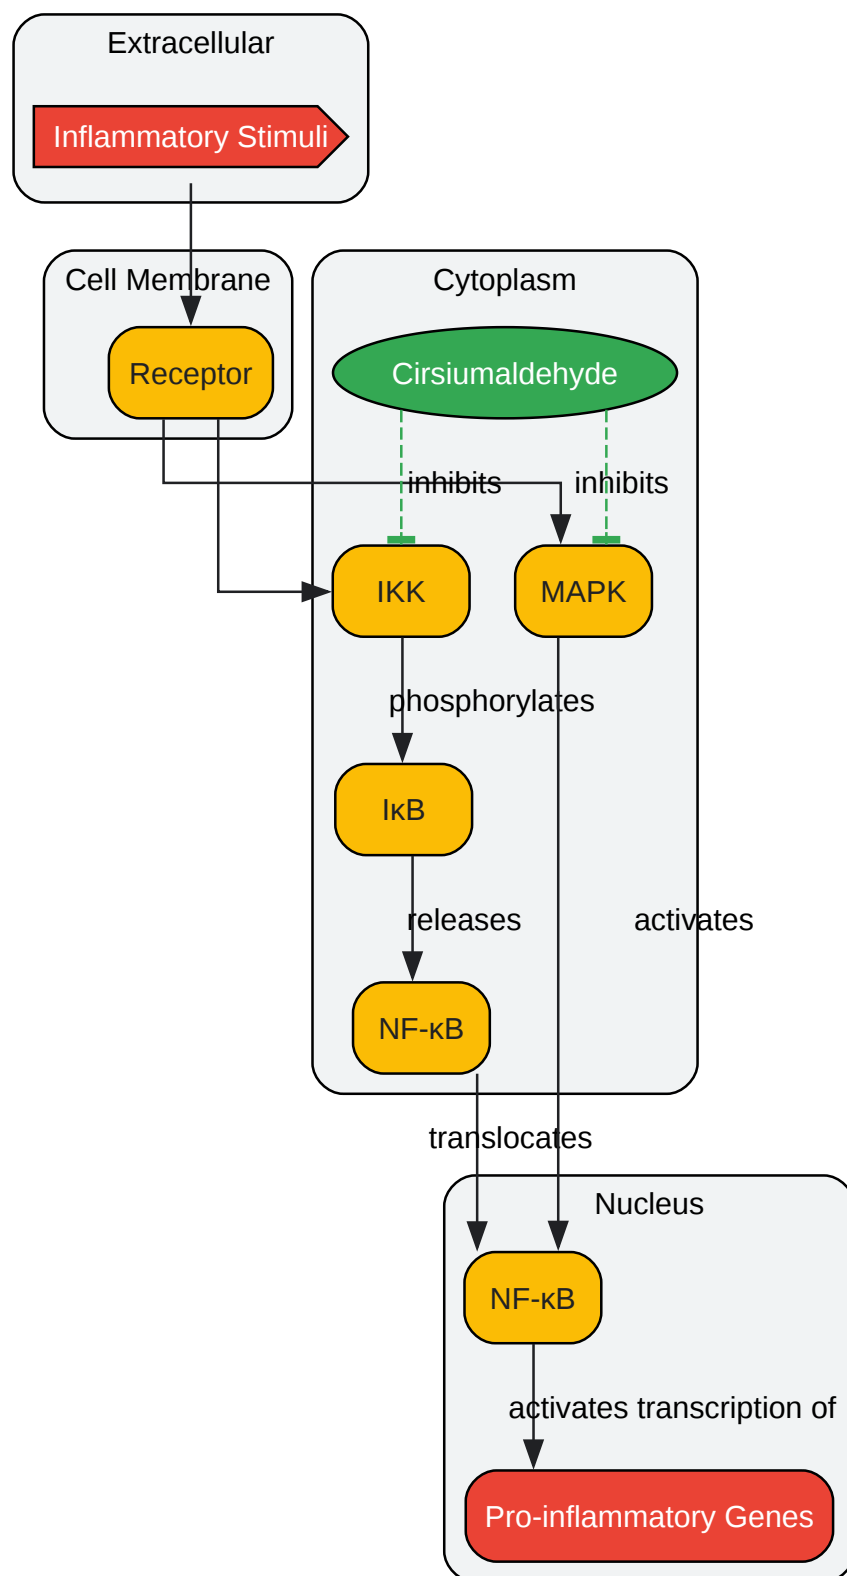 Extracellular
Inflammatory Stimuli
Cell Membrane
Cytoplasm
Receptor
Cirsiumaldehyde
inhibits
inhibits
IKK
MAPK
phosphorylates
IκB
releases
activates
NF-κB
translocates
Nucleus
NF-κB
activates transcription of
Pro-inflammatory Genes